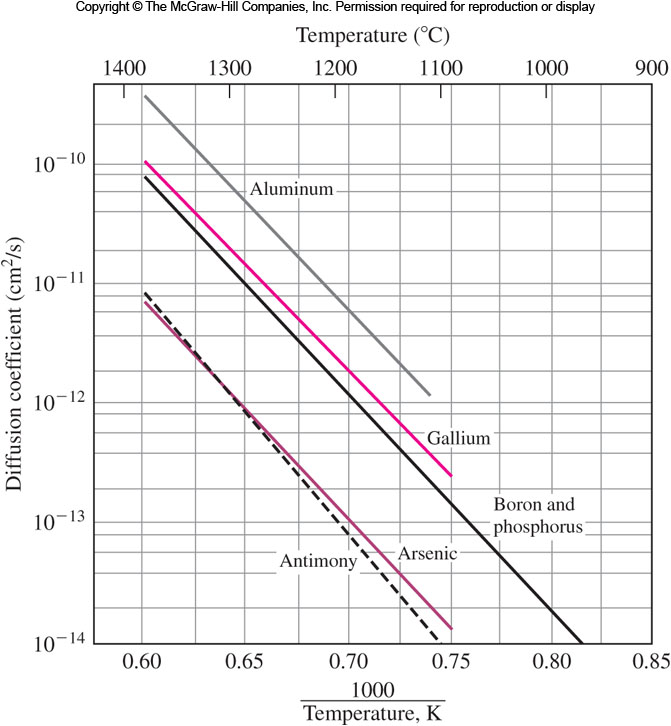 Copyright © The McGraw-Hill Companies, Inc. Permission required for reproduction or display
Temperature (°C)
1400 1300 1200 1100 1000 900
Diffusion coefficient (cm²/s)
10⁻¹⁰
10⁻¹¹
10⁻¹²
10⁻¹³
10⁻¹⁴
Aluminum
Gallium
Boron and
phosphorus
Arsenic
Antimony
0.60 0.65 0.70 0.75 0.80 0.85
1000
Temperature, K